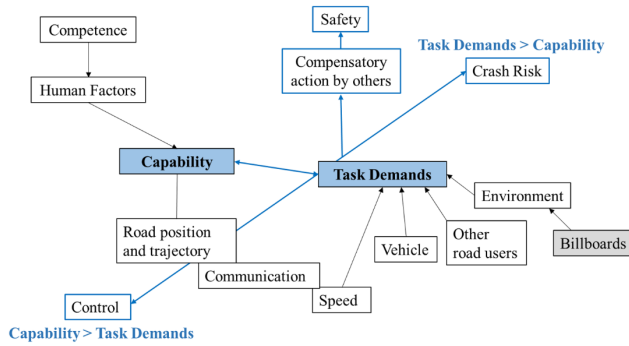 Competence
Safety
Task Demands > Capability
Human Factors
Compensatory
action by others
Crash Risk
Capability
Task Demands
Environment
Road position
and trajectory
Vehicle
Other
road users
Billboards
Communication
Control
Speed
Capability > Task Demands